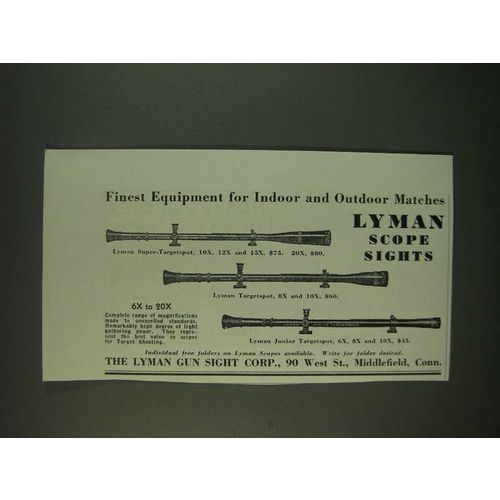 Finest Equipment for Indoor and Outdoor Matches
LYMAN
SCOPE
SIGHTS
Lyman Super-Targetspot, 10X, 12X and 15X, $75. 20X, $80.
Lyman Targetspot, 8X and 10X, $60.
6X to 20X
Complete range of magnifications
made to unexcelled standards.
Remarkably high degree of light
gathering power. They rep-
resent the best value in scopes
for Target Shooting.
Lyman Junior Targetspot, 6X, 8X and 10X, $45.
Individual free folders on Lyman Scopes available. Write for folder desired.
THE LYMAN GUN SIGHT CORP., 90 West St., Middlefield, Conn.